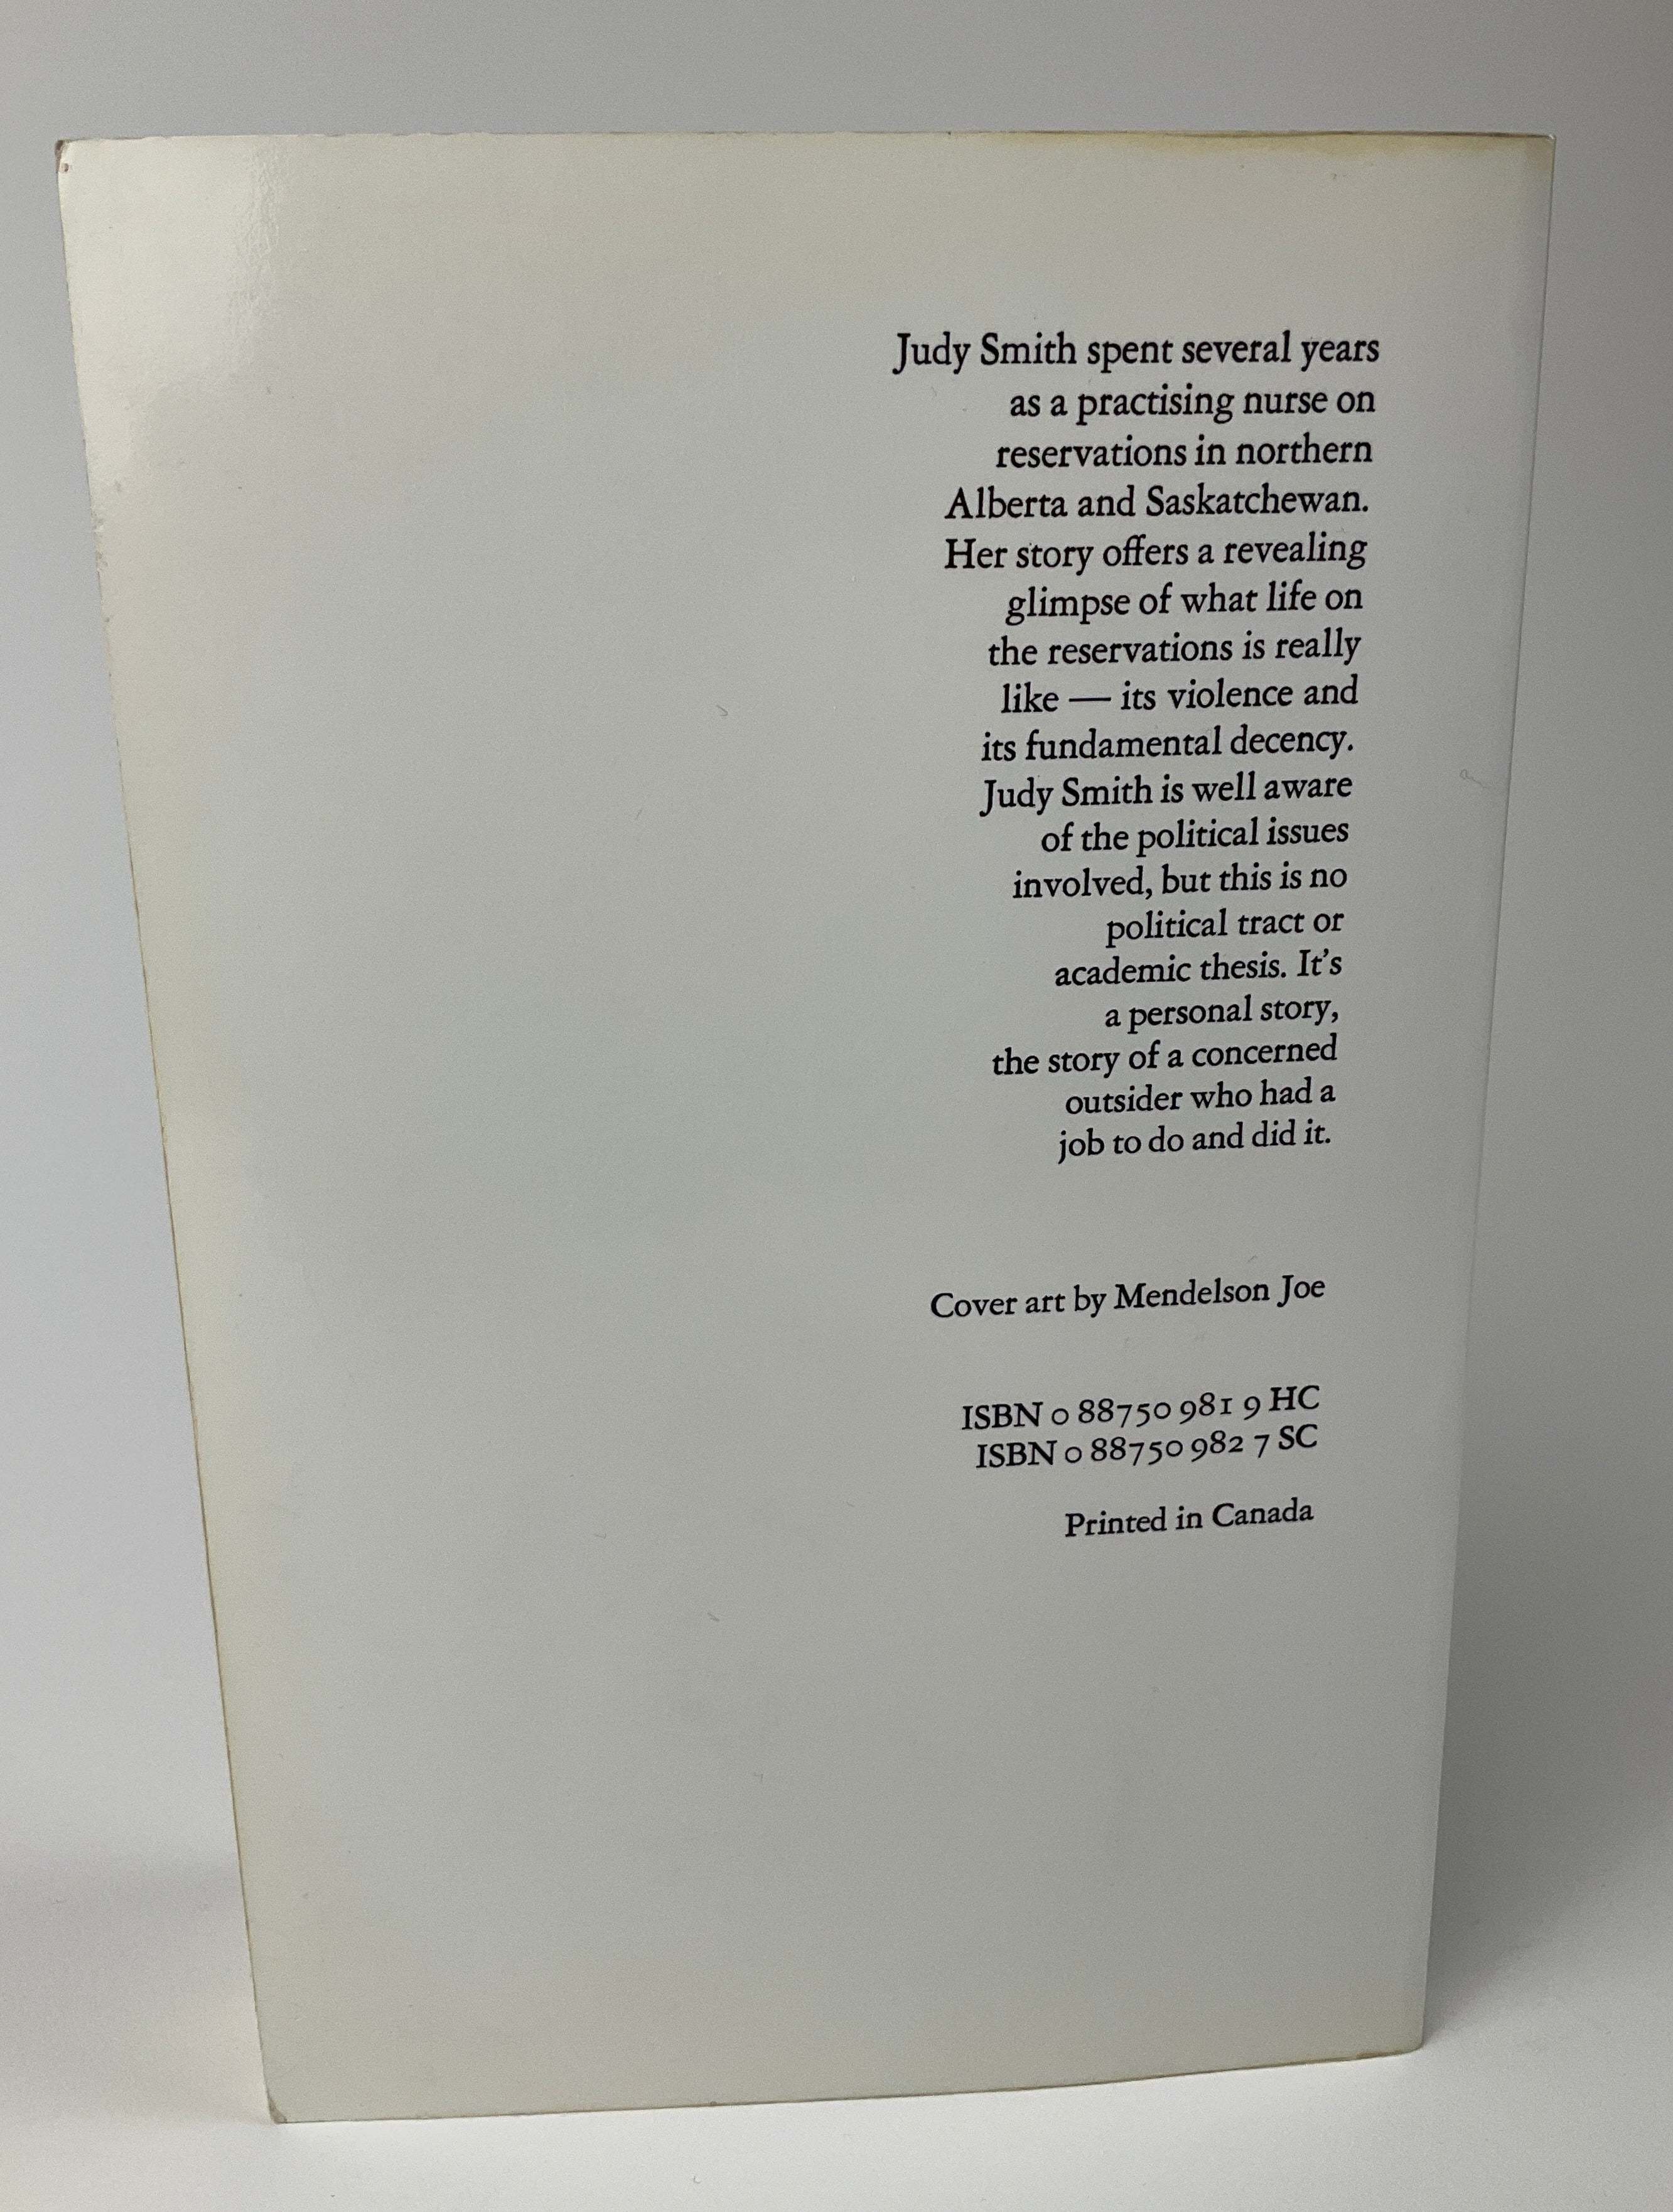 Judy Smith spent several years
as a practising nurse on
reservations in northern
Alberta and Saskatchewan.
Her story offers a revealing
glimpse of what life on
the reservations is really
like — its violence and
its fundamental decency.
Judy Smith is well aware
of the political issues
involved, but this is no
political tract or
academic thesis. It's
a personal story,
the story of a concerned
outsider who had a
job to do and did it.
Cover art by Mendelson Joe
ISBN 0 88750 981 9 HC
ISBN 0 88750 982 7 SC
Printed in Canada